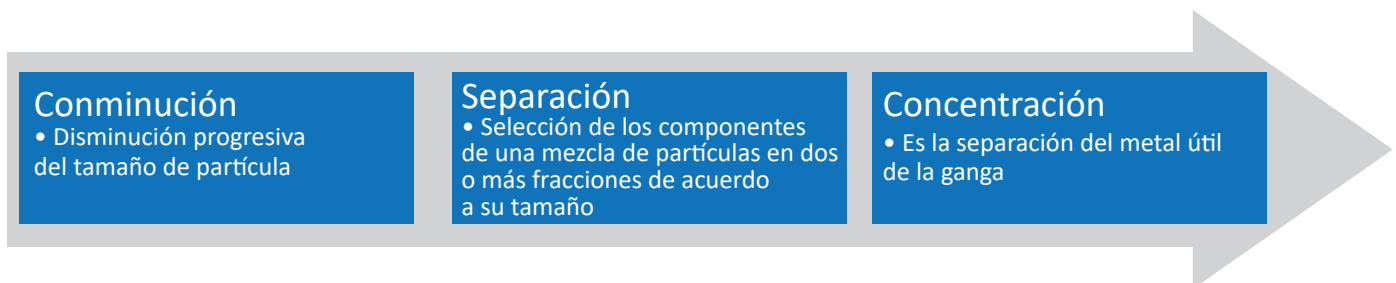 Conminución
• Disminución progresiva
del tamaño de partícula
Separación
• Selección de los componentes
de una mezcla de partículas en dos
o más fracciones de acuerdo
a su tamaño
Concentración
• Es la separación del metal útil
de la ganga